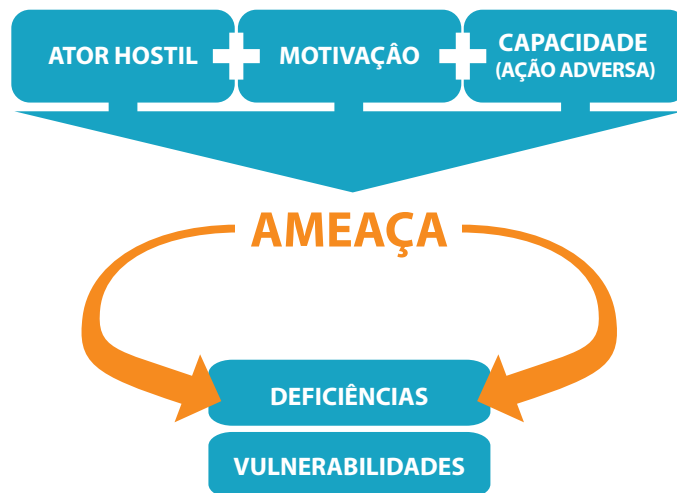 ATOR HOSTIL
MOTIVAÇÂO
CAPACIDADE
(AÇÃO ADVERSA)
AMEAÇA
DEFICIÊNCIAS
VULNERABILIDADES